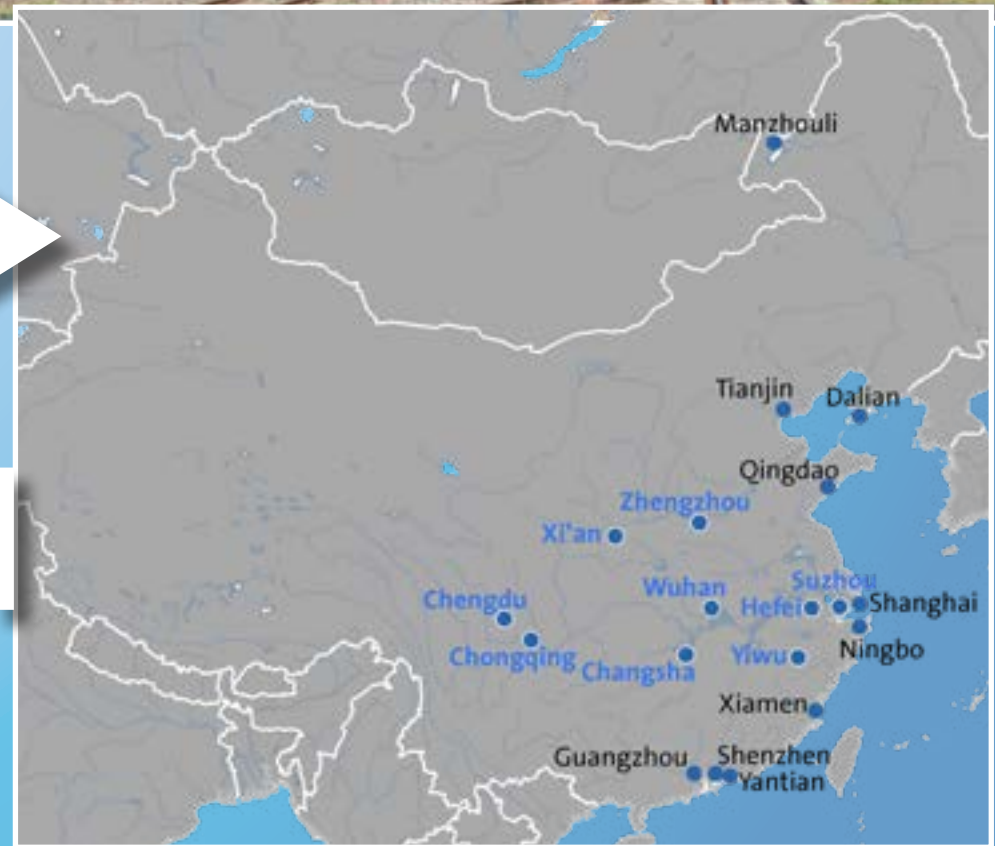 Manzhouli
Tianjin
Dalian
Qingdao
Zhengzhou
Xi'an
Suzhou
Wuhan
Chengdu
Hefei
Shanghai
Chongqing
Changsha
Yiwu
Ningbo
Xiamen
Guangzhou
Shenzhen
Yantian